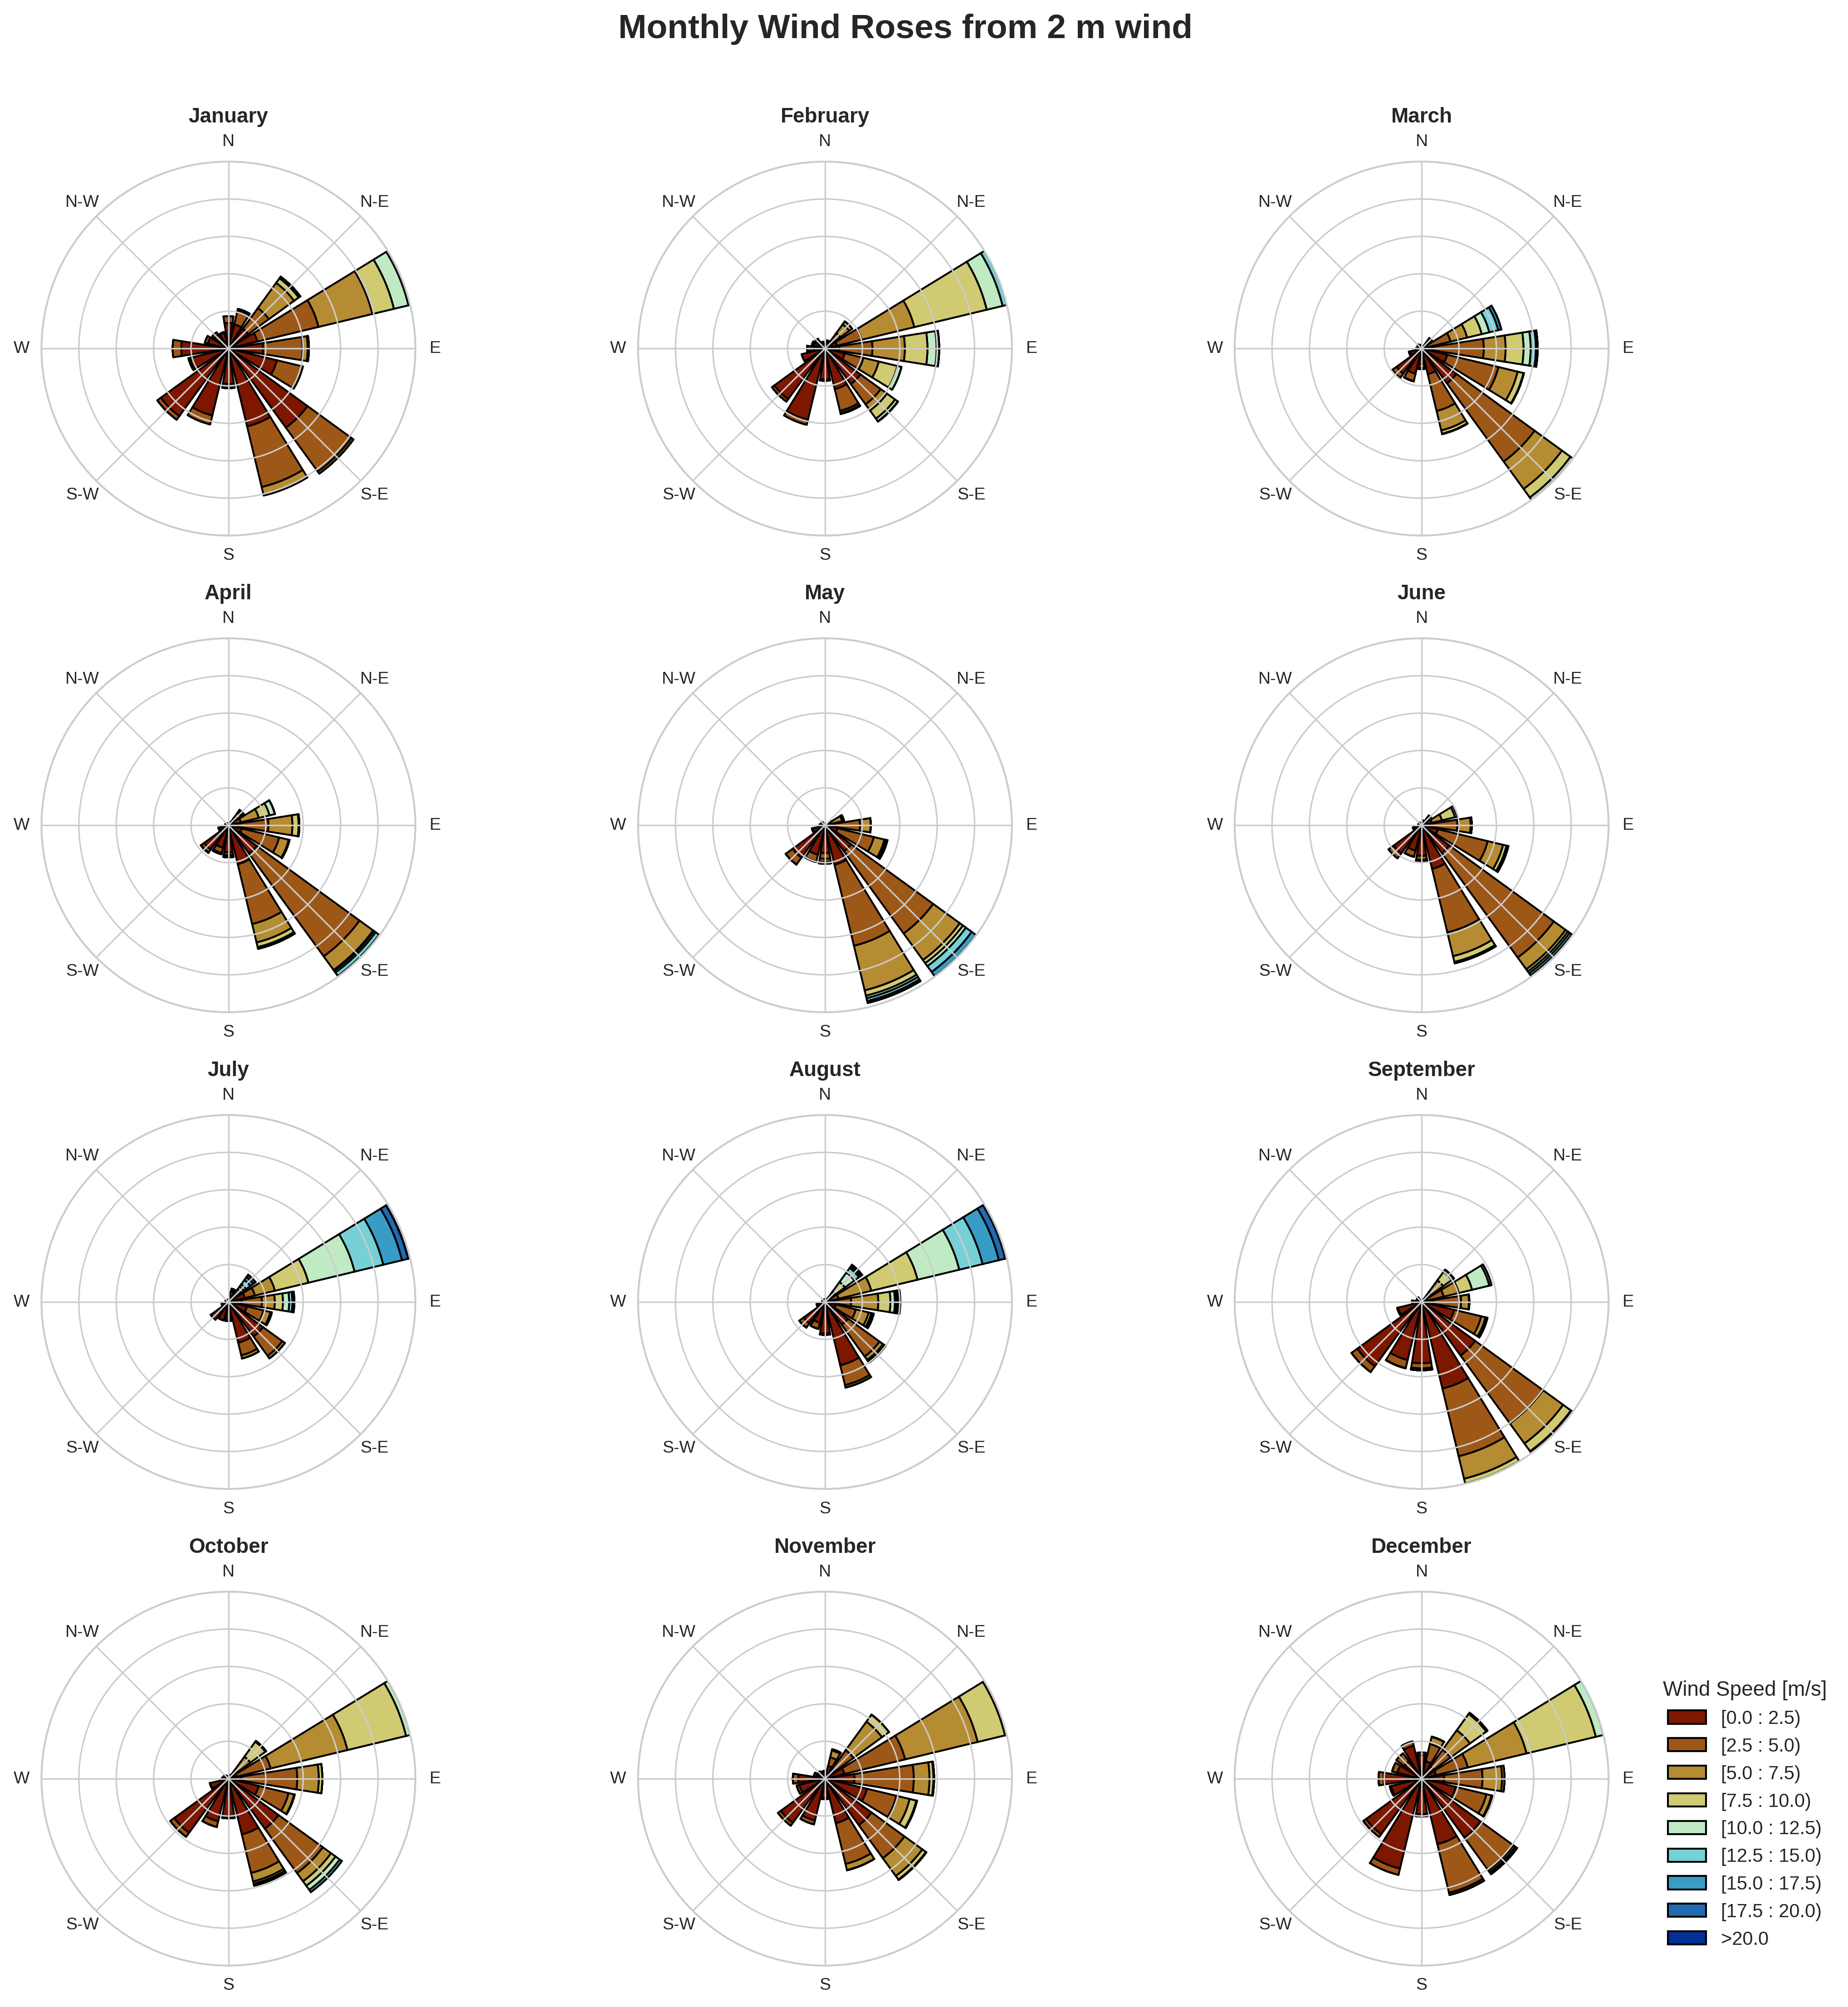 Monthly Wind Roses from 2 m wind
January
N
N-W
N-E
W
E
S-W
S-E
S
February
N
N-W
N-E
W
E
S-W
S-E
S
March
N
N-W
N-E
W
E
S-W
S-E
S
April
N
N-W
N-E
W
E
S-W
S-E
S
May
N
N-W
N-E
W
E
S-W
S-E
S
June
N
N-W
N-E
W
E
S-W
S-E
S
July
N
N-W
N-E
W
E
S-W
S-E
S
August
N
N-W
N-E
W
E
S-W
S-E
S
September
N
N-W
N-E
W
E
S-W
S-E
S
October
N
N-W
N-E
W
E
S-W
S-E
S
November
N
N-W
N-E
W
E
S-W
S-E
S
December
N
N-W
N-E
W
E
S-W
S-E
S
Wind Speed [m/s]
[0.0 : 2.5)
[2.5 : 5.0)
[5.0 : 7.5)
[7.5 : 10.0)
[10.0 : 12.5)
[12.5 : 15.0)
[15.0 : 17.5)
[17.5 : 20.0)
>20.0